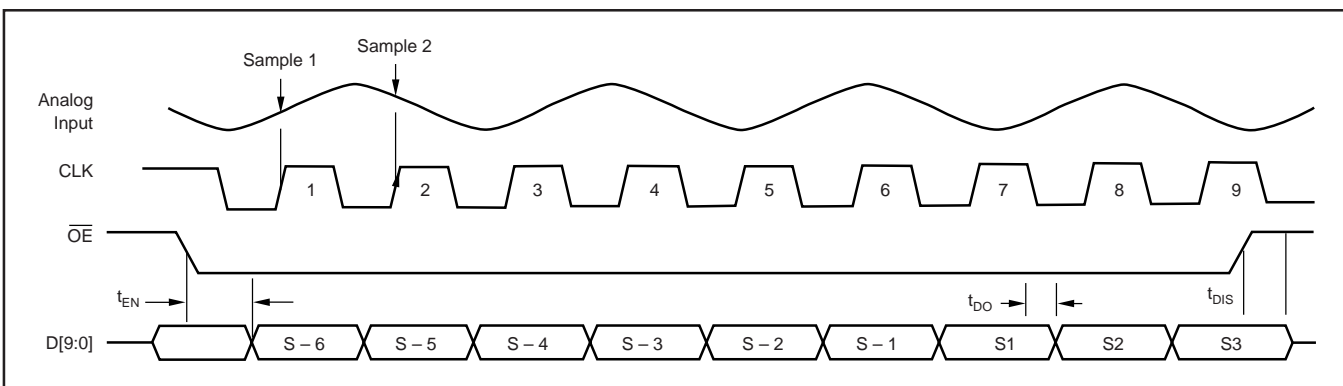 Sample 1
Sample 2
Analog
Input
CLK
1 2 3 4 5 6 7 8 9
OE
tEN
tDO
tDIS
D[9:0]
S – 6 S – 5 S – 4 S – 3 S – 2 S – 1 S1 S2 S3